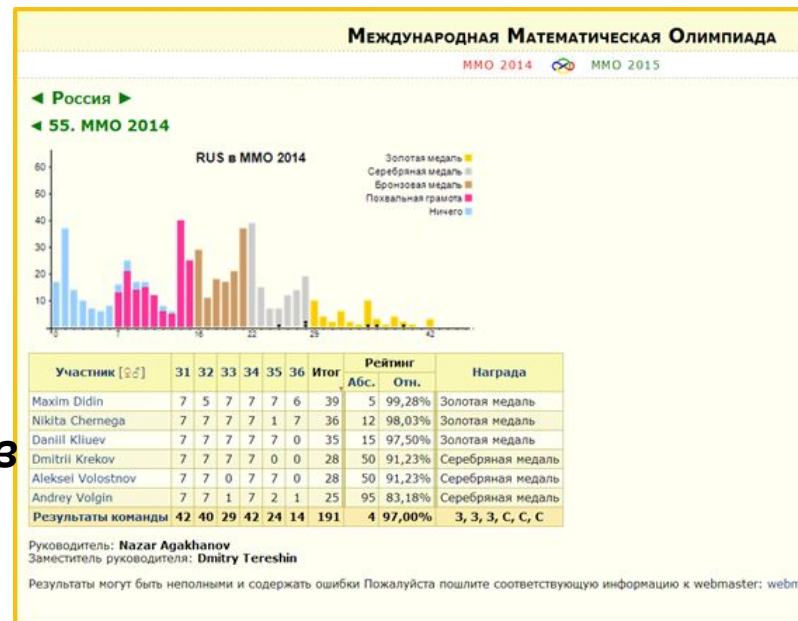 Международная Математическая Олимпиада
ММО 2014 ММО 2015
◄ Россия ►
◄ 55. ММО 2014
RUS в ММО 2014
Золотая медаль
Серебряная медаль
Бронзовая медаль
Похвальная грамота
Ничего
60
50
40
30
20
10
0 7 16 22 29 42
Участник [♀♂] 31 32 33 34 35 36 Итог Рейтинг Награда
Абс. Отн.
Maxim Didin 7 5 7 7 7 6 39 5 99,28% Золотая медаль
Nikita Chernega 7 7 7 7 1 7 36 12 98,03% Золотая медаль
Daniil Kliuev 7 7 7 7 7 0 35 15 97,50% Золотая медаль
з
Dmitrii Krekov 7 7 7 7 0 0 28 50 91,23% Серебряная медаль
Aleksei Volostnov 7 7 0 7 7 0 28 50 91,23% Серебряная медаль
Andrey Volgin 7 7 1 7 2 1 25 95 83,18% Серебряная медаль
Результаты команды 42 40 29 42 24 14 191 4 97,00% З, З, З, С, С, С
Руководитель: Nazar Agakhanov
Заместитель руководителя: Dmitry Tereshin
Результаты могут быть неполными и содержать ошибки Пожалуйста пошлите соответствующую информацию к webmaster: webm